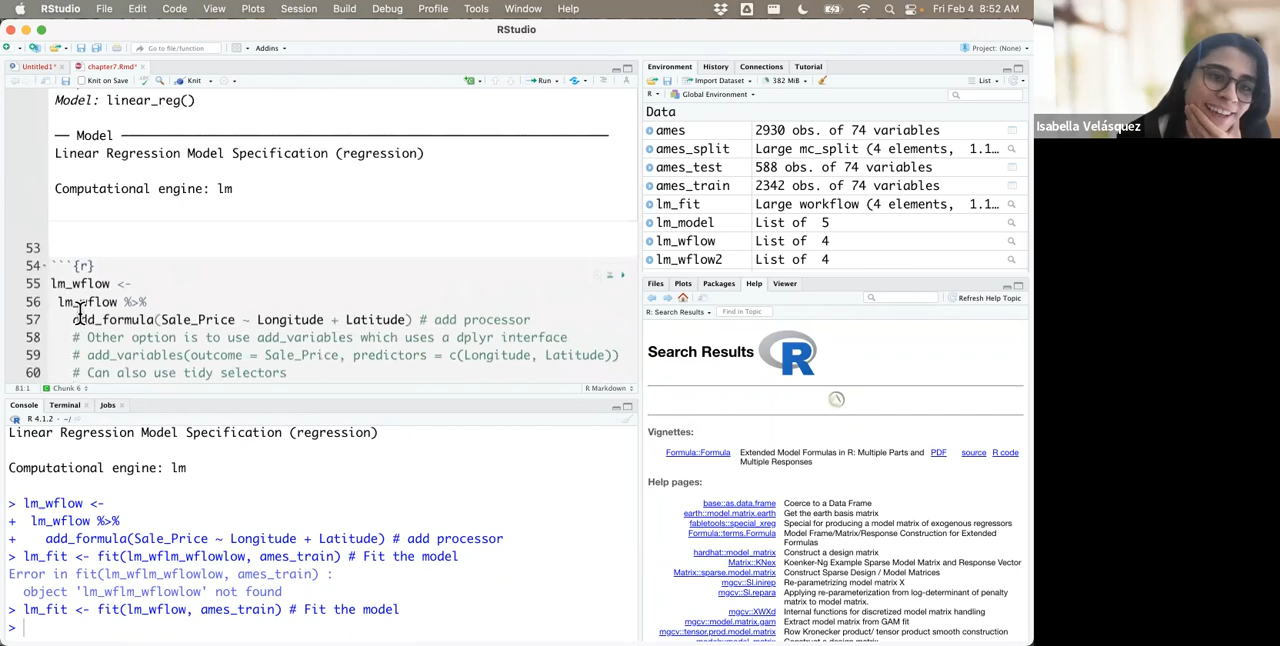 RStudio File Edit Code View Plots Session Build Debug Profile Tools Window Help Fri Feb 4 8:52 AM
RStudio
Go to file/function Addins Project: (None)
Untitled1* chapter7.Rmd*
Knit on Save Knit Run
Model: linear_reg()
── Model ──
Linear Regression Model Specification (regression)
Computational engine: lm
53
54 ```{r}
55 lm_wflow <-
56 lm_wflow %>%
57 add_formula(Sale_Price ~ Longitude + Latitude) # add processor
58 # Other option is to use add_variables which uses a dplyr interface
59 # add_variables(outcome = Sale_Price, predictors = c(Longitude, Latitude))
60 # Can also use tidy selectors
81:1 Chunk 6 R Markdown
Console Terminal Jobs
R 4.1.2 · ~/
Linear Regression Model Specification (regression)
Computational engine: lm
> lm_wflow <-
+ lm_wflow %>%
+ add_formula(Sale_Price ~ Longitude + Latitude) # add processor
> lm_fit <- fit(lm_wflm_wflowlow, ames_train) # Fit the model
Error in fit(lm_wflm_wflowlow, ames_train) :
object 'lm_wflm_wflowlow' not found
> lm_fit <- fit(lm_wflow, ames_train) # Fit the model
>
Environment History Connections Tutorial
Import Dataset 382 MiB List
R Global Environment
Data
ames 2930 obs. of 74 variables
ames_split Large mc_split (4 elements, 1.1…
ames_test 588 obs. of 74 variables
ames_train 2342 obs. of 74 variables
lm_fit Large workflow (4 elements, 1.1…
lm_model List of 5
lm_wflow List of 4
lm_wflow2 List of 4
Files Plots Packages Help Viewer
Refresh Help Topic
R: Search Results Find in Topic
Search Results R
Vignettes:
Formula::Formula Extended Model Formulas in R: Multiple Parts and PDF source R code
Multiple Responses
Help pages:
base::as.data.frame Coerce to a Data Frame
earth::model.matrix.earth Get the earth basis matrix
fabletools::special_xreg Special for producing a model matrix of exogenous regressors
Formula::terms.Formula Model Frame/Matrix/Response Construction for Extended
Formulas
hardhat::model_matrix Construct a design matrix
Matrix::KNex Koenker-Ng Example Sparse Model Matrix and Response Vector
Matrix::sparse.model.matrix Construct Sparse Design / Model Matrices
mgcv::Sl.inirep Re-parametrizing model matrix X
mgcv::Sl.repara Applying re-parameterization from log-determinant of penalty
matrix to model matrix.
mgcv::XWXd Internal functions for discretized model matrix handling
mgcv::model.matrix.gam Extract model matrix from GAM fit
mgcv::tensor.prod.model.matrix Row Kronecker product/ tensor product smooth construction
Isabella Velásquez